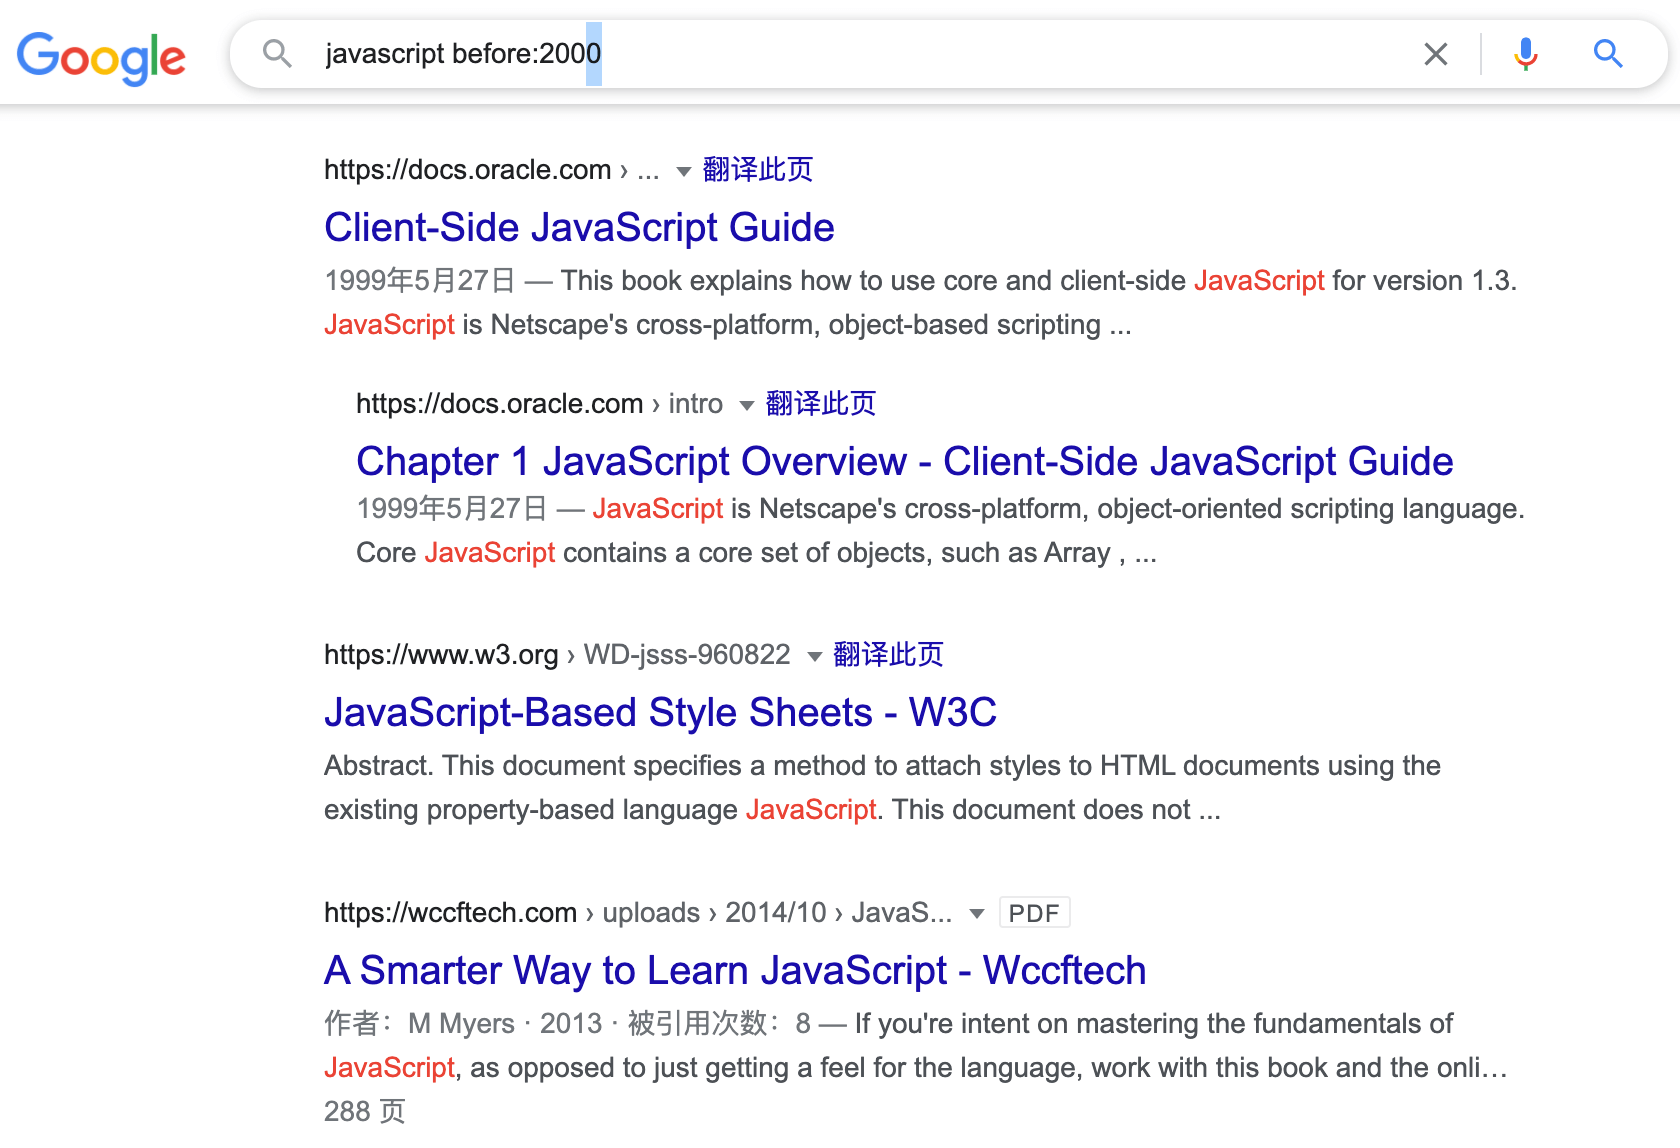 Google
javascript before:2000
https://docs.oracle.com › ... 翻译此页
Client-Side JavaScript Guide
1999年5月27日 — This book explains how to use core and client-side JavaScript for version 1.3.
JavaScript is Netscape's cross-platform, object-based scripting ...
https://docs.oracle.com › intro 翻译此页
Chapter 1 JavaScript Overview - Client-Side JavaScript Guide
1999年5月27日 — JavaScript is Netscape's cross-platform, object-oriented scripting language.
Core JavaScript contains a core set of objects, such as Array , ...
https://www.w3.org › WD-jsss-960822 翻译此页
JavaScript-Based Style Sheets - W3C
Abstract. This document specifies a method to attach styles to HTML documents using the
existing property-based language JavaScript. This document does not ...
https://wccftech.com › uploads › 2014/10 › JavaS... PDF
A Smarter Way to Learn JavaScript - Wccftech
作者：M Myers · 2013 · 被引用次数：8 — If you're intent on mastering the fundamentals of
JavaScript, as opposed to just getting a feel for the language, work with this book and the onli...
288 页